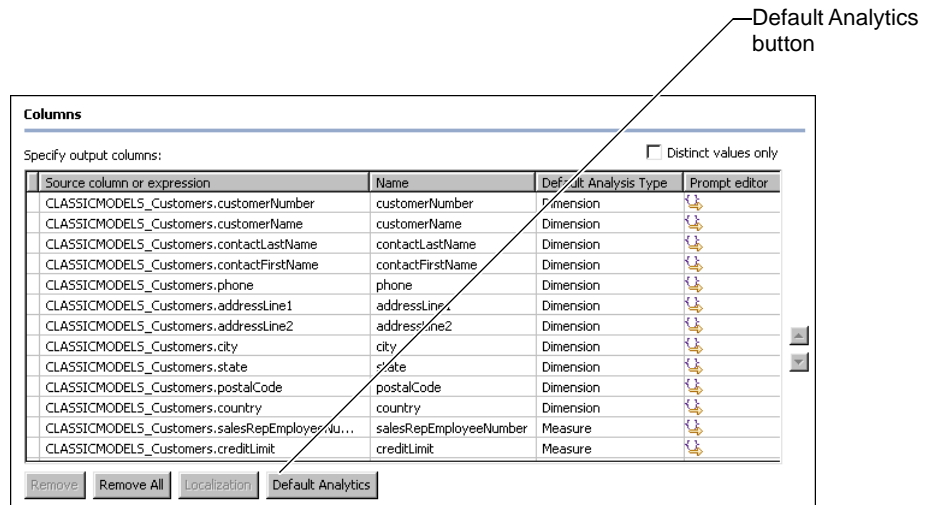 Default Analytics
button
Columns
Specify output columns:
Distinct values only
Source column or expression Name Default Analysis Type Prompt editor
CLASSICMODELS_Customers.customerNumber customerNumber Dimension
CLASSICMODELS_Customers.customerName customerName Dimension
CLASSICMODELS_Customers.contactLastName contactLastName Dimension
CLASSICMODELS_Customers.contactFirstName contactFirstName Dimension
CLASSICMODELS_Customers.phone phone Dimension
CLASSICMODELS_Customers.addressLine1 addressLine1 Dimension
CLASSICMODELS_Customers.addressLine2 addressLine2 Dimension
CLASSICMODELS_Customers.city city Dimension
CLASSICMODELS_Customers.state state Dimension
CLASSICMODELS_Customers.postalCode postalCode Dimension
CLASSICMODELS_Customers.country country Dimension
CLASSICMODELS_Customers.salesRepEmployeeNu... salesRepEmployeeNumber Measure
CLASSICMODELS_Customers.creditLimit creditLimit Measure
Remove Remove All Localization Default Analytics